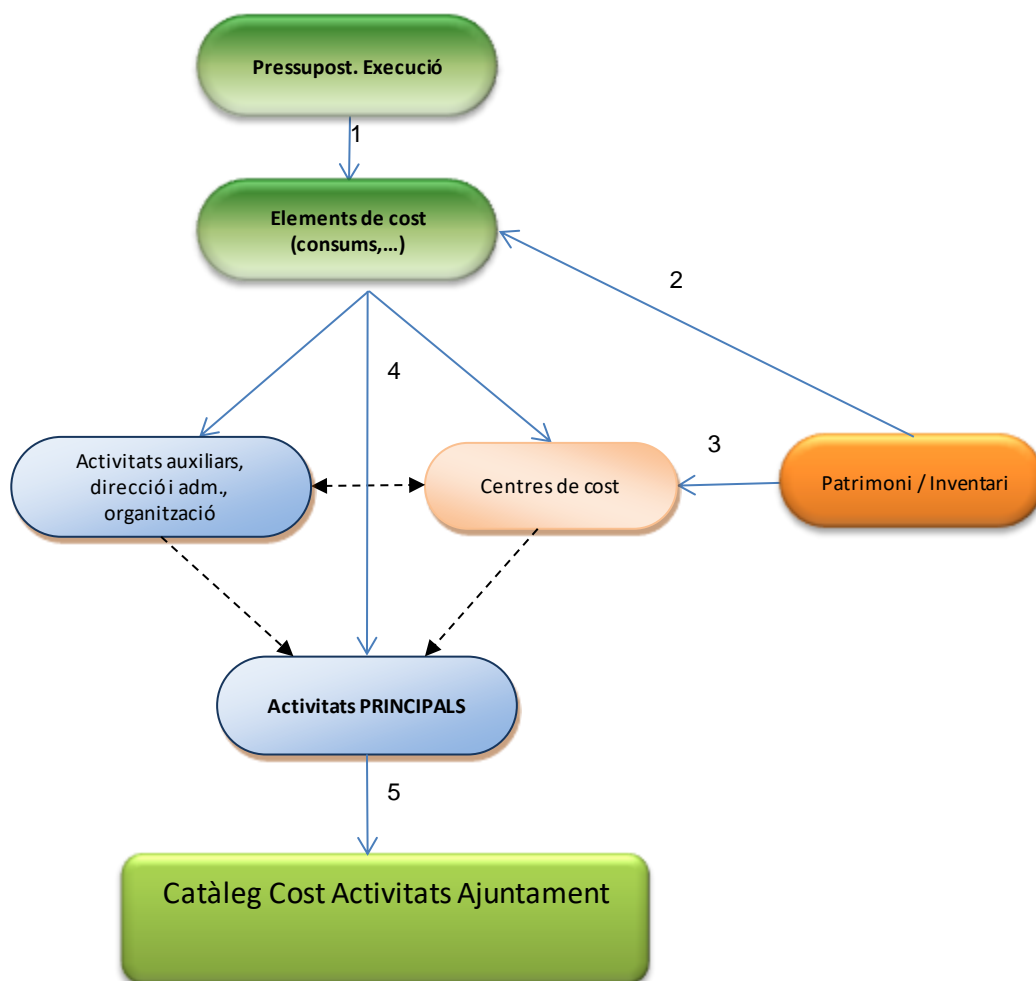 Pressupost. Execució
1
Elements de cost
(consums,...)
2
4
Activitats auxiliars,
direcció i adm.,
organització
Centres de cost
3
Patrimoni / Inventari
Activitats PRINCIPALS
5
Catàleg Cost Activitats Ajuntament